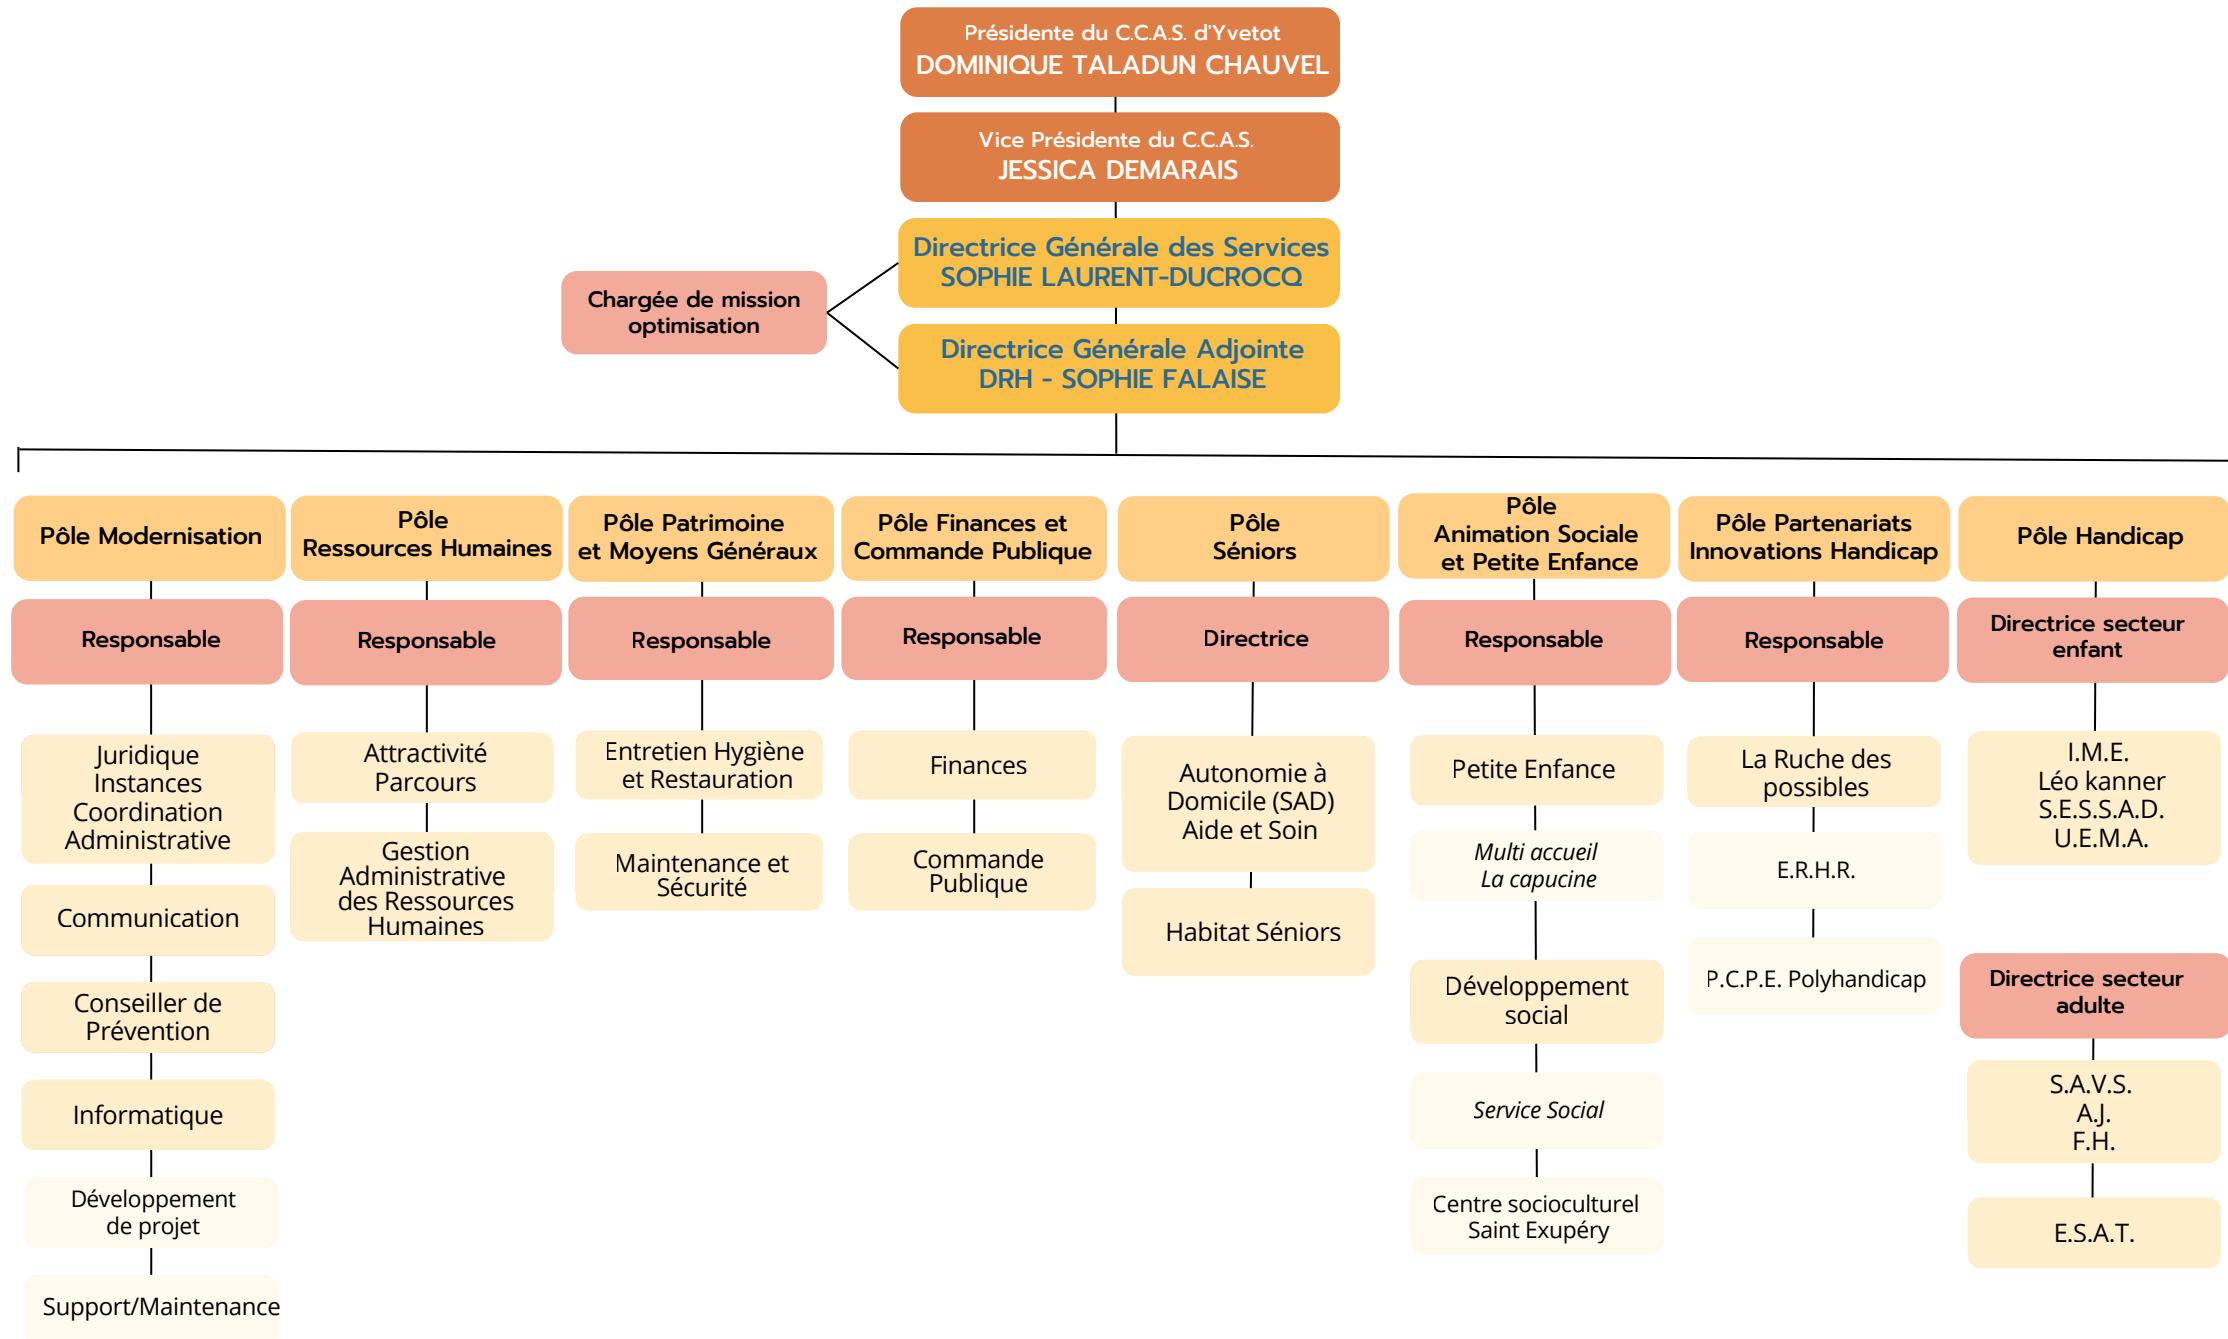 Présidente du C.C.A.S. d'Yvetot
DOMINIQUE TALADUN CHAUVEL
Vice Présidente du C.C.A.S.
JESSICA DEMARAIS
Directrice Générale des Services
SOPHIE LAURENT-DUCROCQ
Chargée de mission
optimisation
Directrice Générale Adjointe
DRH - SOPHIE FALAISE
Pôle Modernisation
Responsable
Juridique
Instances
Coordination
Administrative
Communication
Conseiller de
Prévention
Informatique
Développement
de projet
Support/Maintenance
Pôle
Ressources Humaines
Responsable
Attractivité
Parcours
Gestion
Administrative
des Ressources
Humaines
Pôle Patrimoine
et Moyens Généraux
Responsable
Entretien Hygiène
et Restauration
Maintenance et
Sécurité
Pôle Finances et
Commande Publique
Responsable
Finances
Commande
Publique
Pôle
Séniors
Directrice
Autonomie à
Domicile (SAD)
Aide et Soin
Habitat Séniors
Pôle
Animation Sociale
et Petite Enfance
Responsable
Petite Enfance
Multi accueil
La capucine
Développement
social
Service Social
Centre socioculturel
Saint Exupéry
Pôle Partenariats
Innovations Handicap
Responsable
La Ruche des
possibles
E.R.H.R.
P.C.P.E. Polyhandicap
Pôle Handicap
Directrice secteur
enfant
I.M.E.
Léo kanner
S.E.S.S.A.D.
U.E.M.A.
Directrice secteur
adulte
S.A.V.S.
A.J.
F.H.
E.S.A.T.